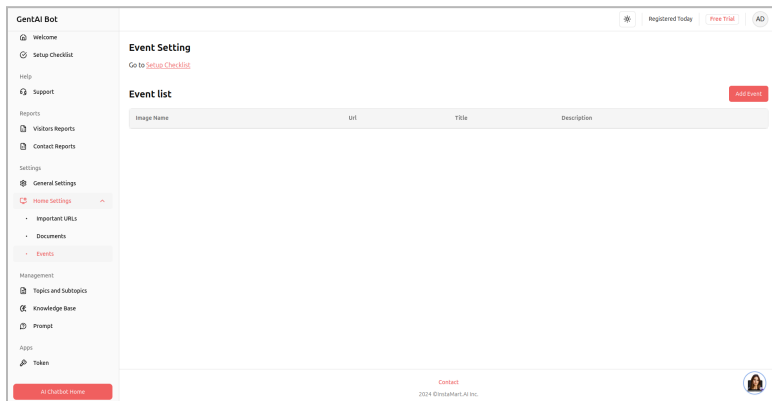 GentAI Bot
Registered Today
Free Trial
AD
Welcome
Setup Checklist
Help
Support
Reports
Visitors Reports
Contact Reports
Settings
General Settings
Home Settings
Important URLs
Documents
Events
Management
Topics and Subtopics
Knowledge Base
Prompt
Apps
Token
AI Chatbot Home
Event Setting
Go to Setup Checklist
Event list
Add Event
Image Name Url Title Description
Contact
2024 ©InstaMart.AI Inc.